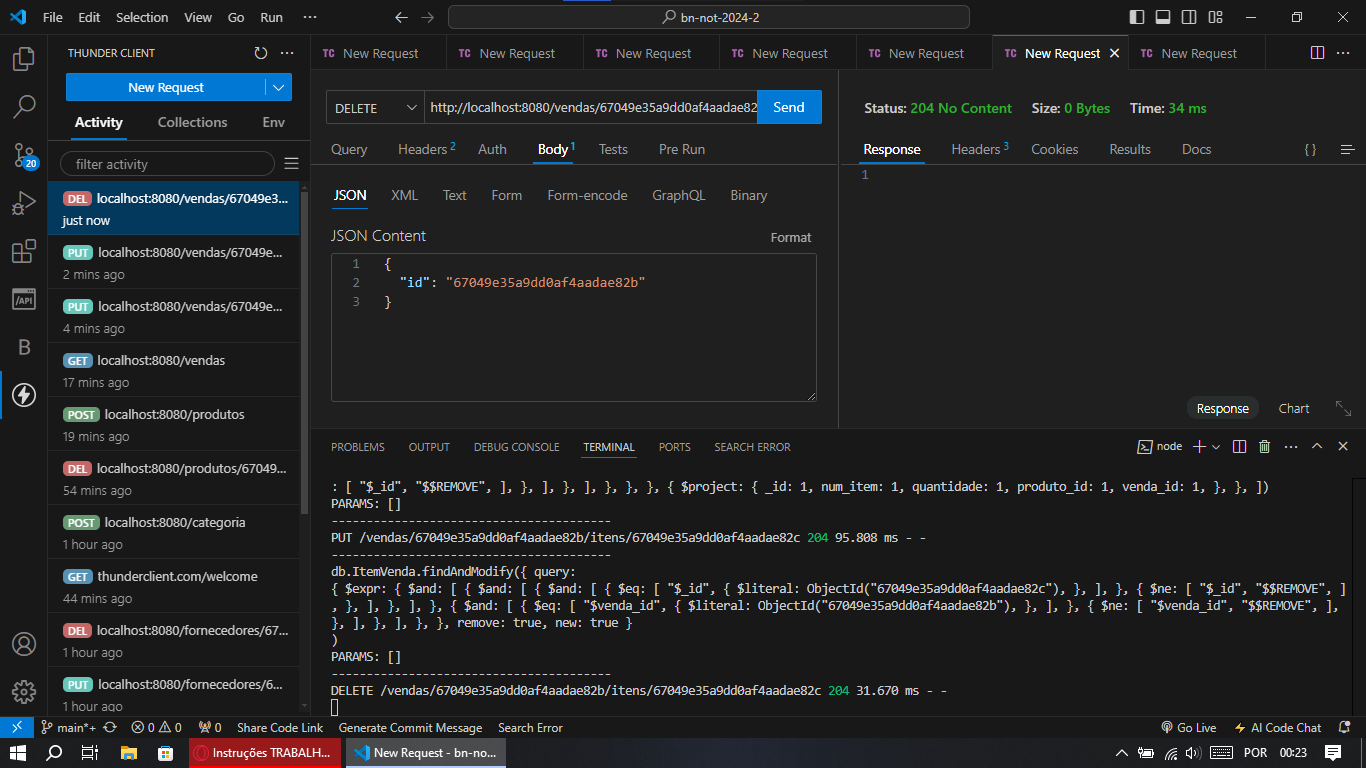 File Edit Selection View Go Run ··· bn-not-2024-2
THUNDER CLIENT
New Request
Activity Collections Env
filter activity
DEL localhost:8080/vendas/67049e3...
just now
PUT localhost:8080/vendas/67049e...
2 mins ago
PUT localhost:8080/vendas/67049e...
4 mins ago
GET localhost:8080/vendas
17 mins ago
POST localhost:8080/produtos
19 mins ago
DEL localhost:8080/produtos/67049...
54 mins ago
POST localhost:8080/categoria
1 hour ago
GET thunderclient.com/welcome
44 mins ago
DEL localhost:8080/fornecedores/67...
1 hour ago
PUT localhost:8080/fornecedores/6...
1 hour ago
20
/API
B
TC New Request TC New Request TC New Request TC New Request TC New Request TC New Request TC New Request
DELETE http://localhost:8080/vendas/67049e35a9dd0af4aadae82 Send
Query Headers 2 Auth Body 1 Tests Pre Run
JSON XML Text Form Form-encode GraphQL Binary
JSON Content Format
1 {
2 "id": "67049e35a9dd0af4aadae82b"
3 }
Status: 204 No Content Size: 0 Bytes Time: 34 ms
Response Headers 3 Cookies Results Docs { }
1
Response Chart
PROBLEMS OUTPUT DEBUG CONSOLE TERMINAL PORTS SEARCH ERROR node
: [ "$_id", "$$REMOVE", ], }, ], }, ], }, }, }, { $project: { _id: 1, num_item: 1, quantidade: 1, produto_id: 1, venda_id: 1, }, }, ])
PARAMS: []
--------------------------------------
PUT /vendas/67049e35a9dd0af4aadae82b/itens/67049e35a9dd0af4aadae82c 204 95.808 ms - -
--------------------------------------
db.ItemVenda.findAndModify({ query:
{ $expr: { $and: [ { $and: [ { $and: [ { $eq: [ "$_id", { $literal: ObjectId("67049e35a9dd0af4aadae82c"), }, ], }, { $ne: [ "$_id", "$$REMOVE", ]
, }, ], }, ], }, { $and: [ { $eq: [ "$venda_id", { $literal: ObjectId("67049e35a9dd0af4aadae82b"), }, ], }, { $ne: [ "$venda_id", "$$REMOVE", ],
}, ], }, ], }, }, remove: true, new: true }
)
PARAMS: []
--------------------------------------
DELETE /vendas/67049e35a9dd0af4aadae82b/itens/67049e35a9dd0af4aadae82c 204 31.670 ms - -
main*+ 0 0 0 Share Code Link Generate Commit Message Search Error Go Live AI Code Chat
Instruções TRABALH... New Request - bn-no... POR 00:23